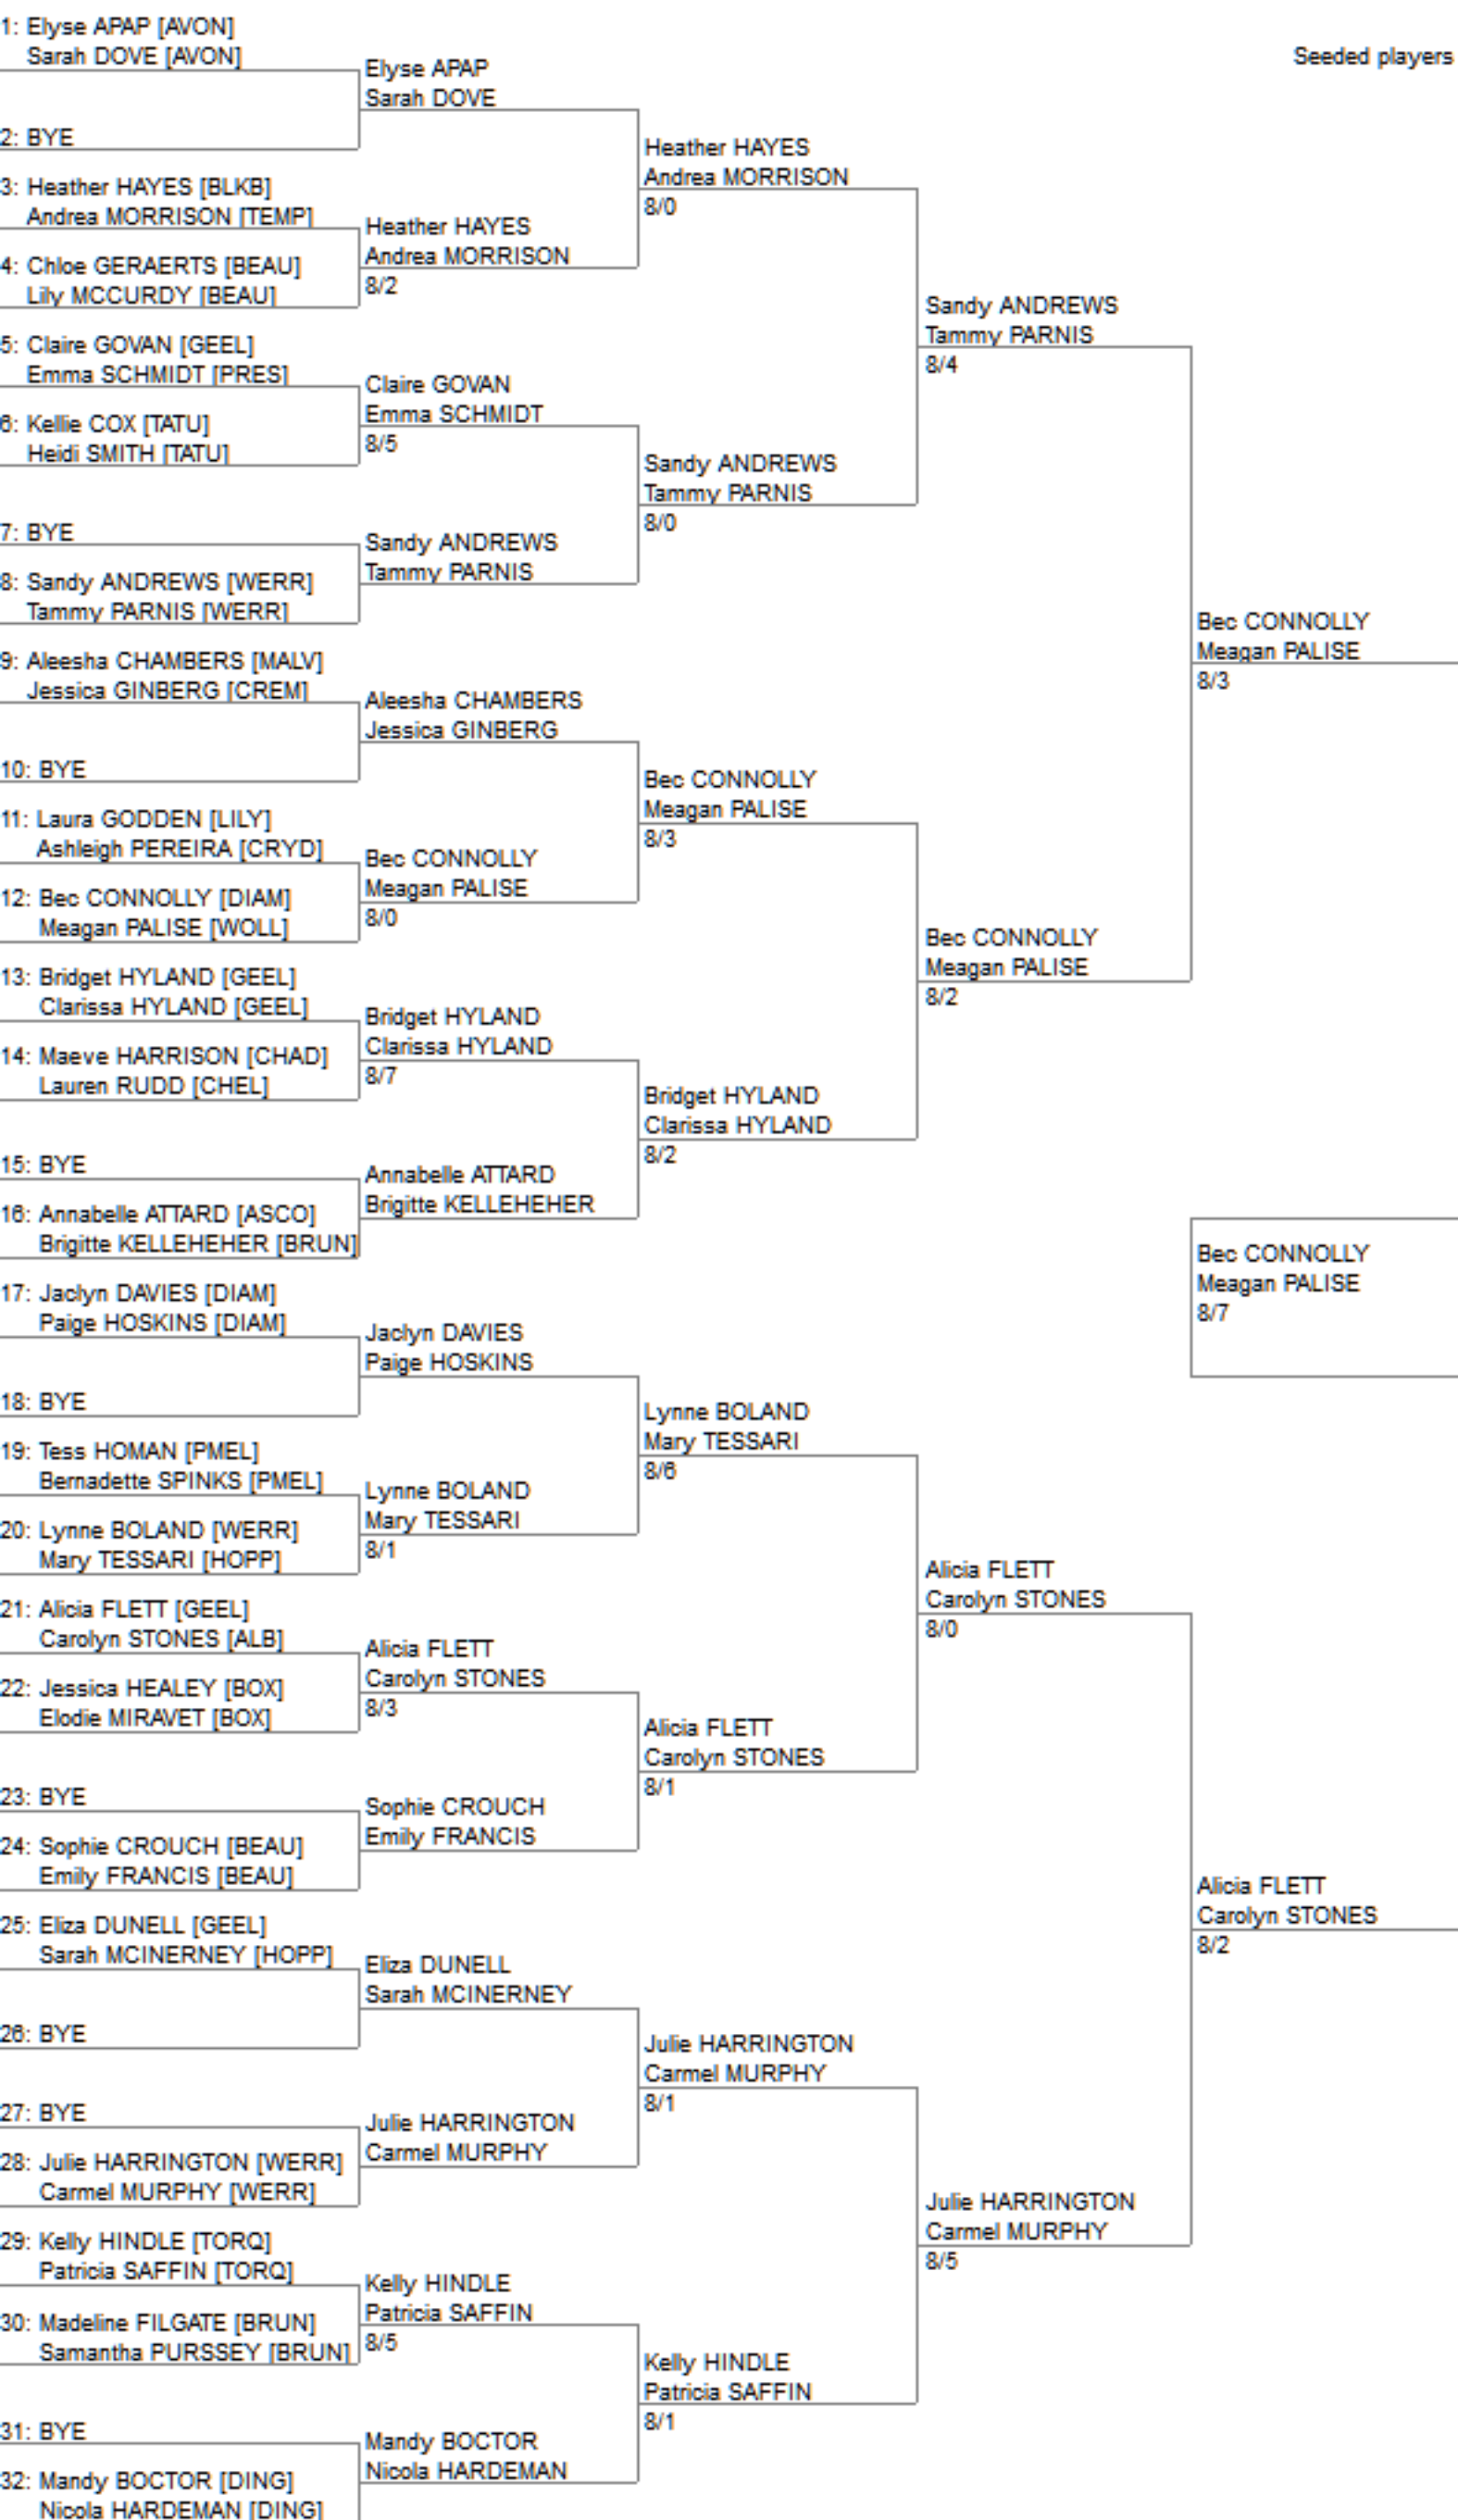 1: Elyse APAP [AVON]
Sarah DOVE [AVON]
2: BYE
3: Heather HAYES [BLKB]
Andrea MORRISON [TEMP]
4: Chloe GERAERTS [BEAU]
Lily MCCURDY [BEAU]
5: Claire GOVAN [GEEL]
Emma SCHMIDT [PRES]
6: Kellie COX [TATU]
Heidi SMITH [TATU]
7: BYE
8: Sandy ANDREWS [WERR]
Tammy PARNIS [WERR]
9: Aleesha CHAMBERS [MALV]
Jessica GINBERG [CREM]
10: BYE
11: Laura GODDEN [LILY]
Ashleigh PEREIRA [CRYD]
12: Bec CONNOLLY [DIAM]
Meagan PALISE [WOLL]
13: Bridget HYLAND [GEEL]
Clarissa HYLAND [GEEL]
14: Maeve HARRISON [CHAD]
Lauren RUDD [CHEL]
15: BYE
16: Annabelle ATTARD [ASCO]
Brigitte KELLEHEHER [BRUN]
17: Jaclyn DAVIES [DIAM]
Paige HOSKINS [DIAM]
18: BYE
19: Tess HOMAN [PMEL]
Bernadette SPINKS [PMEL]
20: Lynne BOLAND [WERR]
Mary TESSARI [HOPP]
21: Alicia FLETT [GEEL]
Carolyn STONES [ALB]
22: Jessica HEALEY [BOX]
Elodie MIRAVET [BOX]
23: BYE
24: Sophie CROUCH [BEAU]
Emily FRANCIS [BEAU]
25: Eliza DUNELL [GEEL]
Sarah MCINERNEY [HOPP]
26: BYE
27: BYE
28: Julie HARRINGTON [WERR]
Carmel MURPHY [WERR]
29: Kelly HINDLE [TORQ]
Patricia SAFFIN [TORQ]
30: Madeline FILGATE [BRUN]
Samantha PURSSEY [BRUN]
31: BYE
32: Mandy BOCTOR [DING]
Nicola HARDEMAN [DING]
Elyse APAP
Sarah DOVE
Heather HAYES
Andrea MORRISON
8/2
Claire GOVAN
Emma SCHMIDT
8/5
Sandy ANDREWS
Tammy PARNIS
Aleesha CHAMBERS
Jessica GINBERG
Bec CONNOLLY
Meagan PALISE
8/0
Bridget HYLAND
Clarissa HYLAND
8/7
Annabelle ATTARD
Brigitte KELLEHEHER
Jaclyn DAVIES
Paige HOSKINS
Lynne BOLAND
Mary TESSARI
8/1
Alicia FLETT
Carolyn STONES
8/3
Sophie CROUCH
Emily FRANCIS
Eliza DUNELL
Sarah MCINERNEY
Julie HARRINGTON
Carmel MURPHY
Kelly HINDLE
Patricia SAFFIN
8/5
Mandy BOCTOR
Nicola HARDEMAN
Heather HAYES
Andrea MORRISON
8/0
Sandy ANDREWS
Tammy PARNIS
8/0
Bec CONNOLLY
Meagan PALISE
8/3
Bridget HYLAND
Clarissa HYLAND
8/2
Lynne BOLAND
Mary TESSARI
8/6
Alicia FLETT
Carolyn STONES
8/1
Julie HARRINGTON
Carmel MURPHY
8/1
Kelly HINDLE
Patricia SAFFIN
8/1
Sandy ANDREWS
Tammy PARNIS
8/4
Bec CONNOLLY
Meagan PALISE
8/2
Alicia FLETT
Carolyn STONES
8/0
Julie HARRINGTON
Carmel MURPHY
8/5
Seeded players
Bec CONNOLLY
Meagan PALISE
8/3
Bec CONNOLLY
Meagan PALISE
8/7
Alicia FLETT
Carolyn STONES
8/2